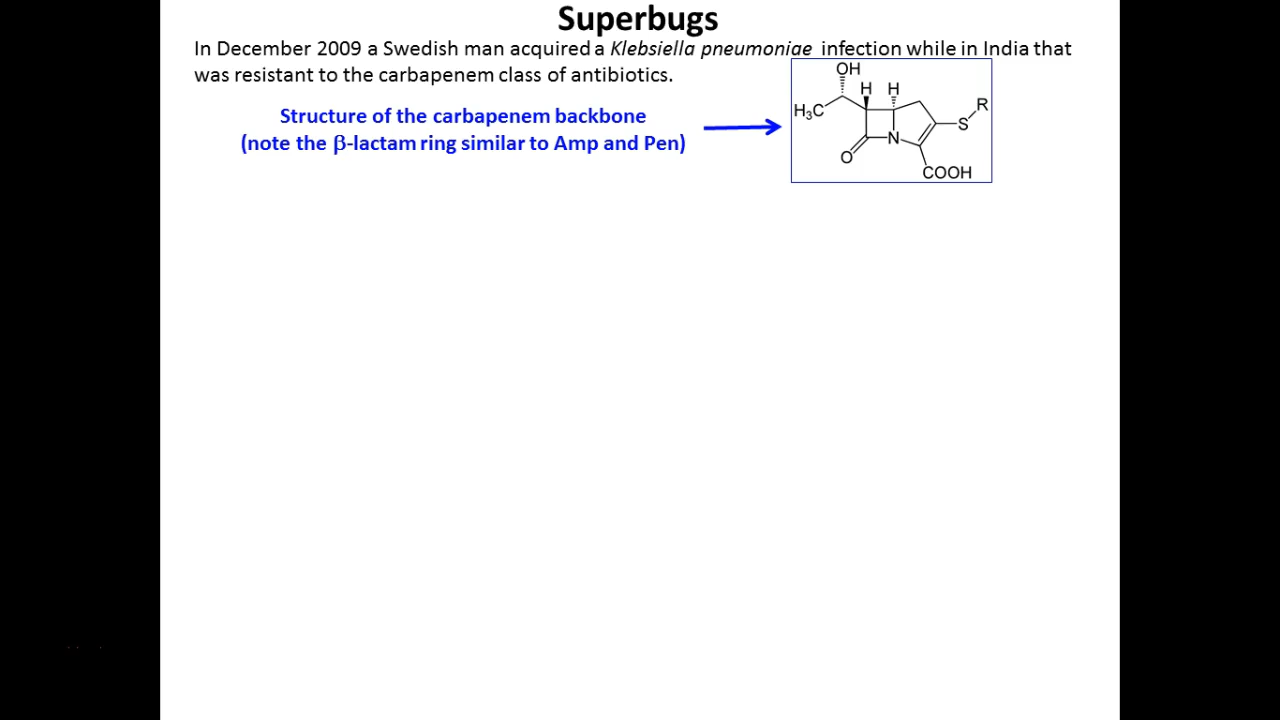 Superbugs
In December 2009 a Swedish man acquired a Klebsiella pneumoniae infection while in India that
was resistant to the carbapenem class of antibiotics.
Structure of the carbapenem backbone
(note the β-lactam ring similar to Amp and Pen)
OH
H H
H₃C
R
S
N
O
COOH